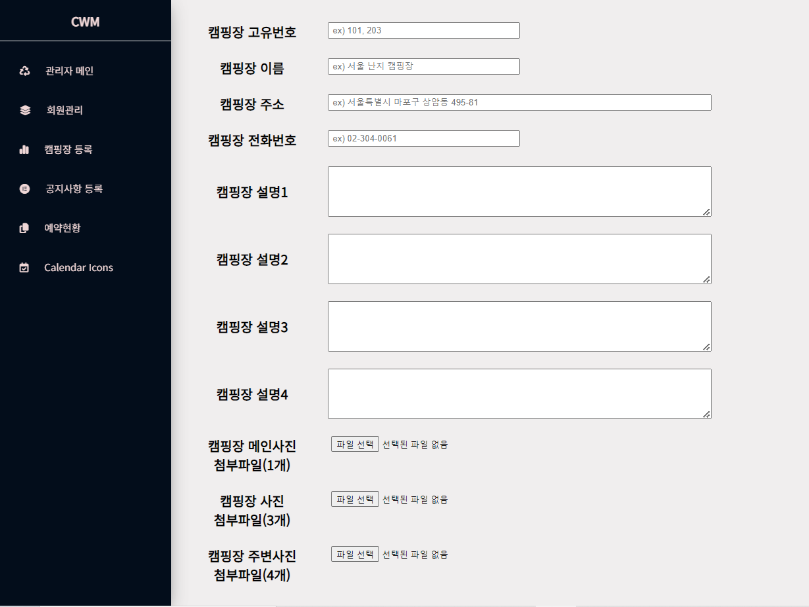 CWM
관리자 메인
회원관리
캠핑장 등록
공지사항 등록
예약현황
Calendar Icons
캠핑장 고유번호
ex) 101, 203
캠핑장 이름
ex) 서울 난지 캠핑장
캠핑장 주소
ex) 서울특별시 마포구 상암동 495-81
캠핑장 전화번호
ex) 02-304-0061
캠핑장 설명1
캠핑장 설명2
캠핑장 설명3
캠핑장 설명4
캠핑장 메인사진
첨부파일(1개)
파일 선택 선택된 파일 없음
캠핑장 사진
첨부파일(3개)
파일 선택 선택된 파일 없음
캠핑장 주변사진
첨부파일(4개)
파일 선택 선택된 파일 없음